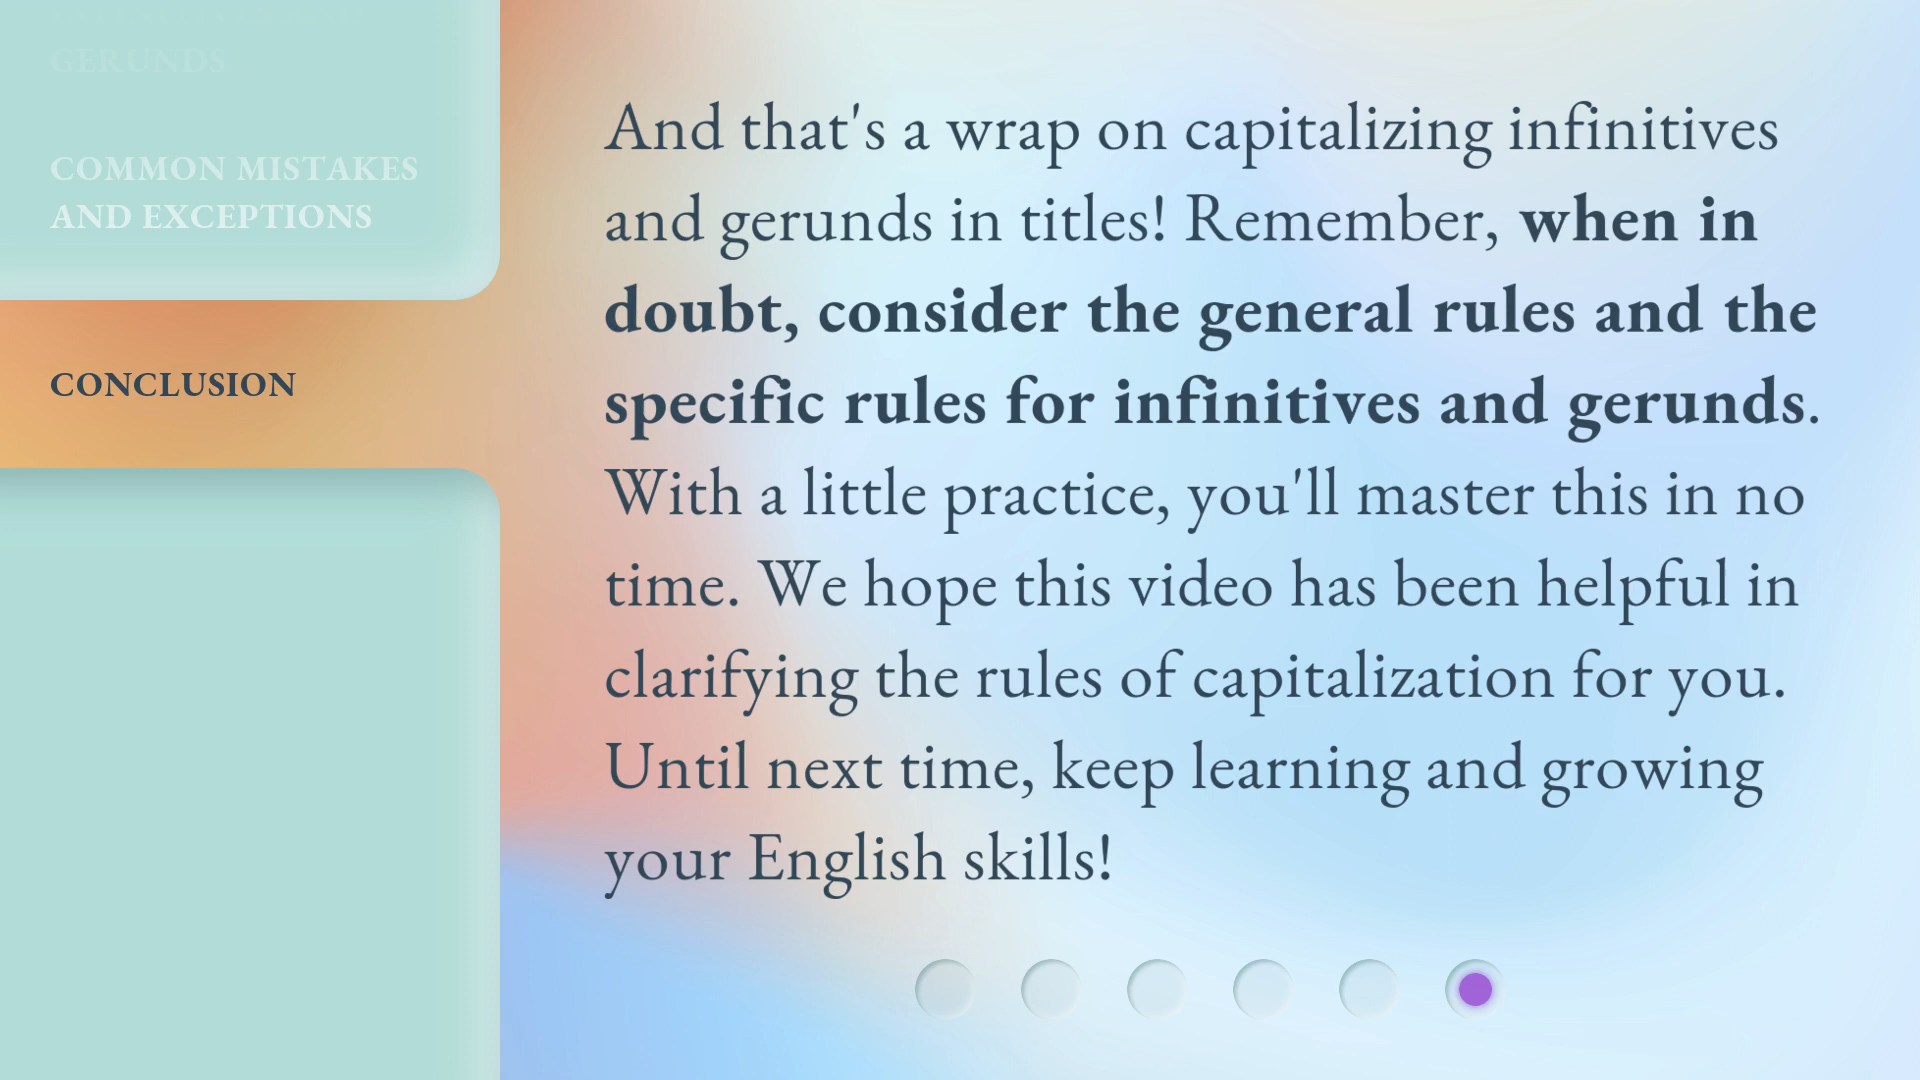 GERUNDS
COMMON MISTAKES
AND EXCEPTIONS
CONCLUSION
And that's a wrap on capitalizing infinitives
and gerunds in titles! Remember, when in
doubt, consider the general rules and the
specific rules for infinitives and gerunds.
With a little practice, you'll master this in no
time. We hope this video has been helpful in
clarifying the rules of capitalization for you.
Until next time, keep learning and growing
your English skills!